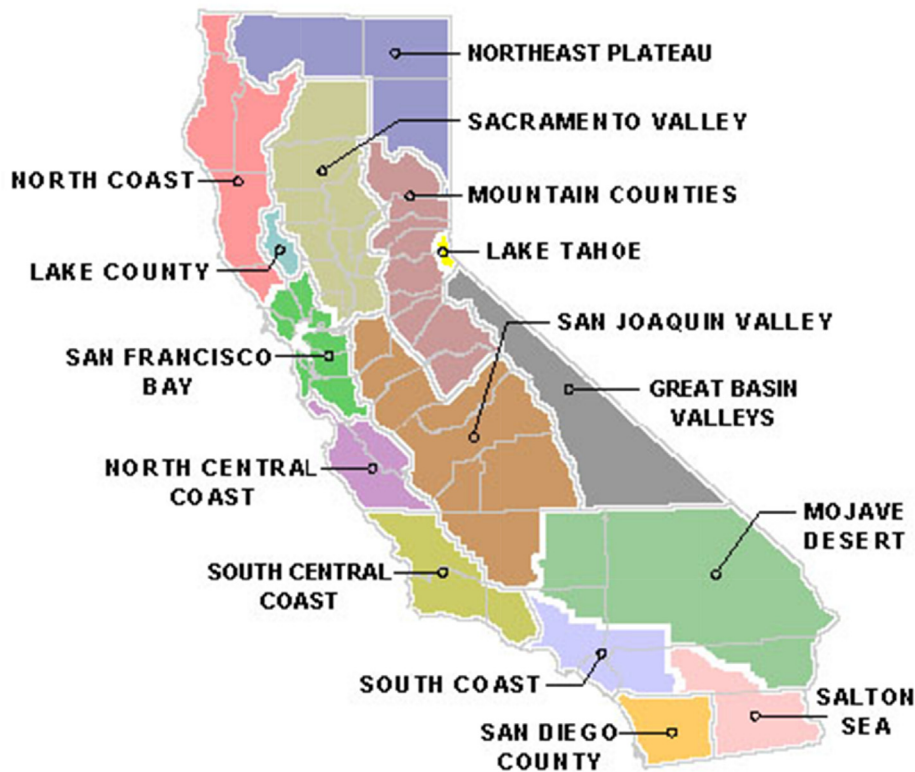 NORTHEAST PLATEAU
SACRAMENTO VALLEY
NORTH COAST
MOUNTAIN COUNTIES
LAKE COUNTY
LAKE TAHOE
SAN JOAQUIN VALLEY
SAN FRANCISCO
BAY
GREAT BASIN
VALLEYS
NORTH CENTRAL
COAST
MOJAVE
DESERT
SOUTH CENTRAL
COAST
SOUTH COAST
SALTON
SEA
SAN DIEGO
COUNTY